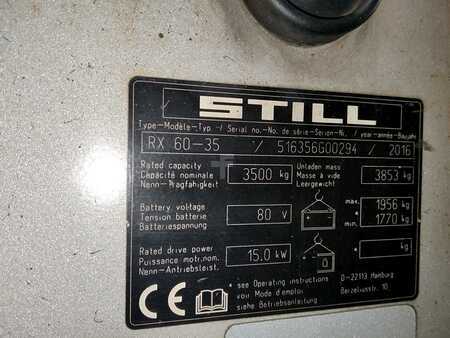 STILL
Type-Modèle-Typ / Serial no.-No. de série-Serien-Nr. / year-année-Baujahr
RX 60-35 / 516356G00294 / 2016
Rated capacity
Capacité nominale
Nenn-Tragfähigkeit
3500 kg
Unladen mass
Masse à vide
Leergewicht
3853 kg
Battery voltage
Tension batterie
Batteriespannung
80 V
max. 1956 kg
*
min. 1770 kg
Rated drive power
Puissance mot.nom.
Nenn-Antriebsleist.
15.0 kW
* kg
CE
* see Operating instructions
voir Mode d'emploi
siehe Betriebsanleitung
D-22113 Hamburg
Berzeliusstr. 10